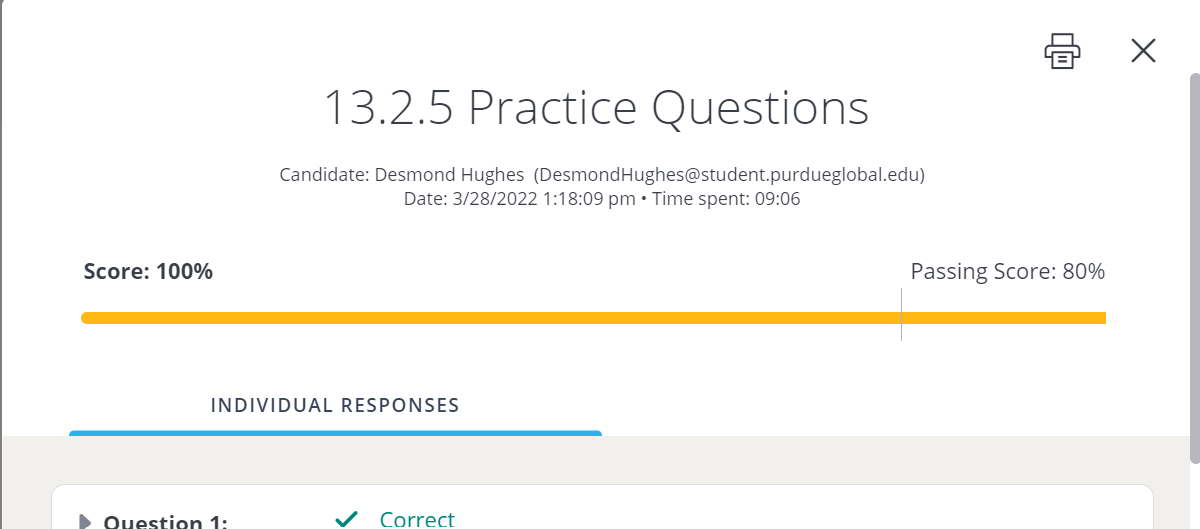 13.2.5 Practice Questions
Candidate: Desmond Hughes  (DesmondHughes@student.purdueglobal.edu)
Date: 3/28/2022 1:18:09 pm • Time spent: 09:06
Score: 100%
Passing Score: 80%
INDIVIDUAL RESPONSES
Question 1:
Correct